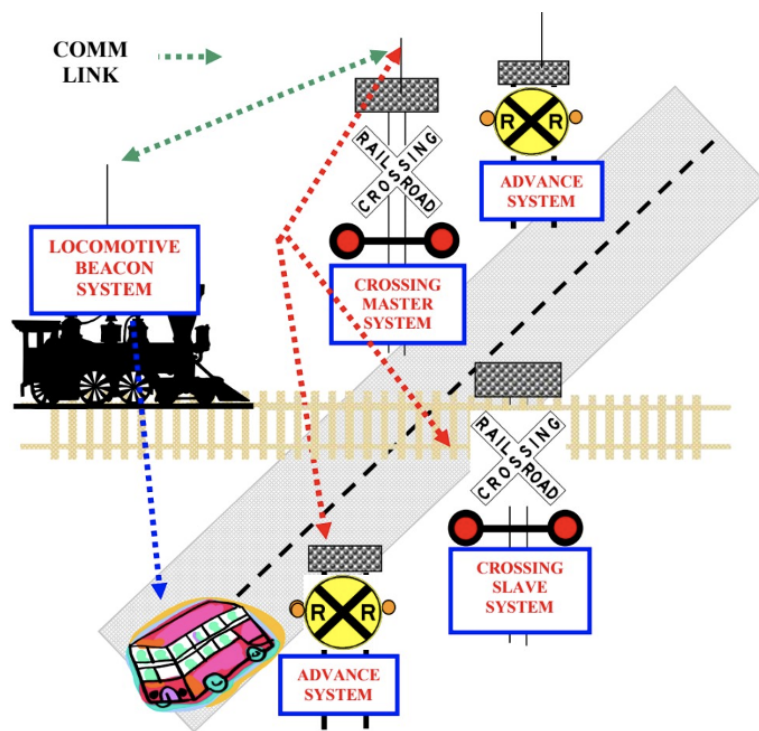 COMM
LINK
R R
ADVANCE
SYSTEM
RAIL CROSSING ROAD
LOCOMOTIVE
BEACON
SYSTEM
CROSSING
MASTER
SYSTEM
RAIL CROSSING ROAD
CROSSING
SLAVE
SYSTEM
R R
ADVANCE
SYSTEM